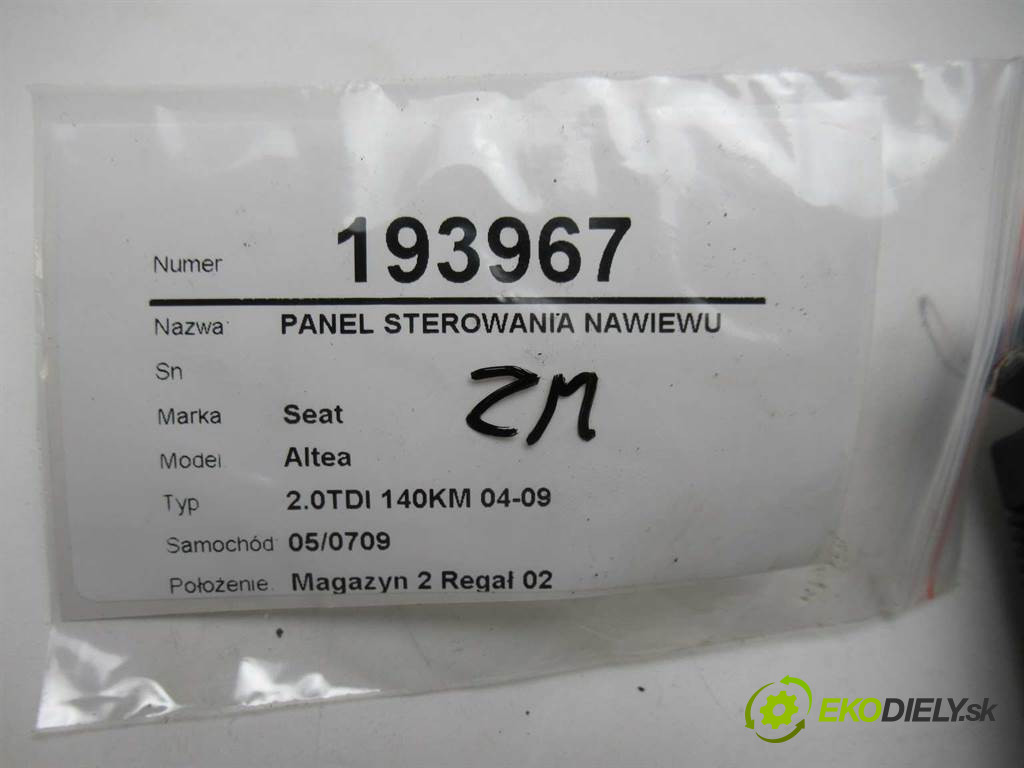 Numer 193967
Nazwa PANEL STEROWANIA NAWIEWU
Sn
ZM
Marka Seat
Model Altea
Typ 2.0TDI 140KM 04-09
Samochód 05/0709
Położenie Magazyn 2 Regał 02
EKODIELY.sk